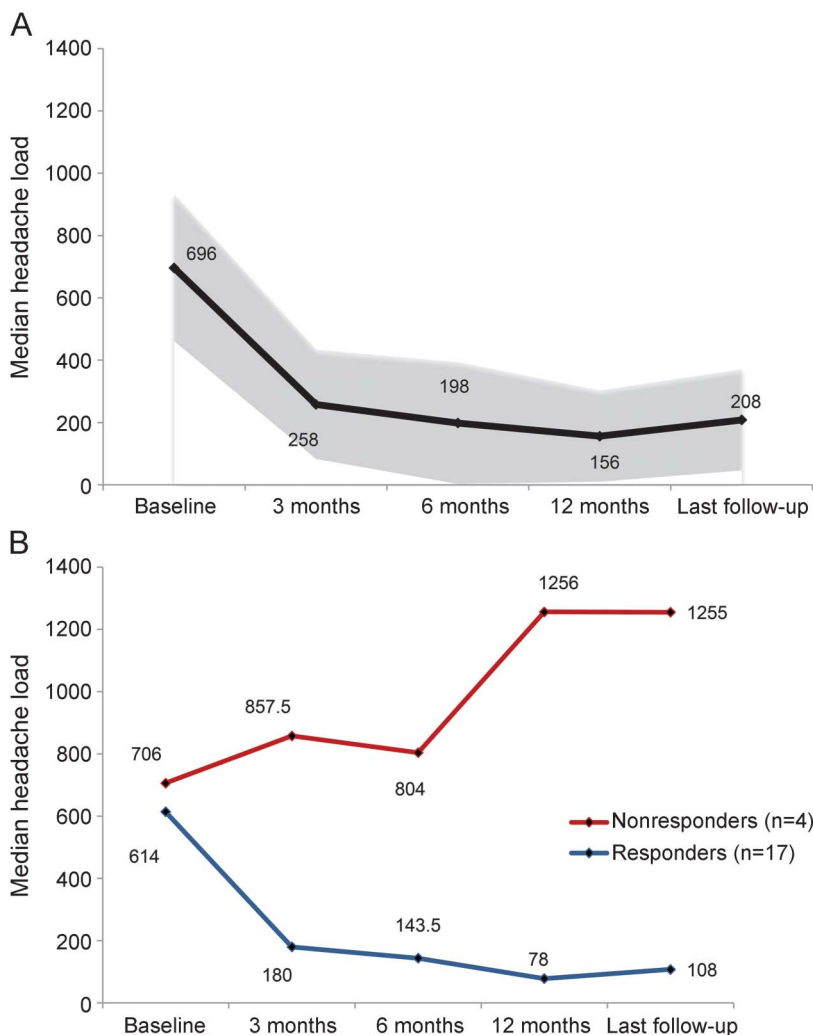 A
Median headache load
1400
1200
1000
800
600
400
200
0
696
258
198
156
208
Baseline
3 months
6 months
12 months
Last follow-up
B
Median headache load
1400
1200
1000
800
600
400
200
0
706
857.5
804
1256
1255
614
180
143.5
78
108
Nonresponders (n=4)
Responders (n=17)
Baseline
3 months
6 months
12 months
Last follow-up